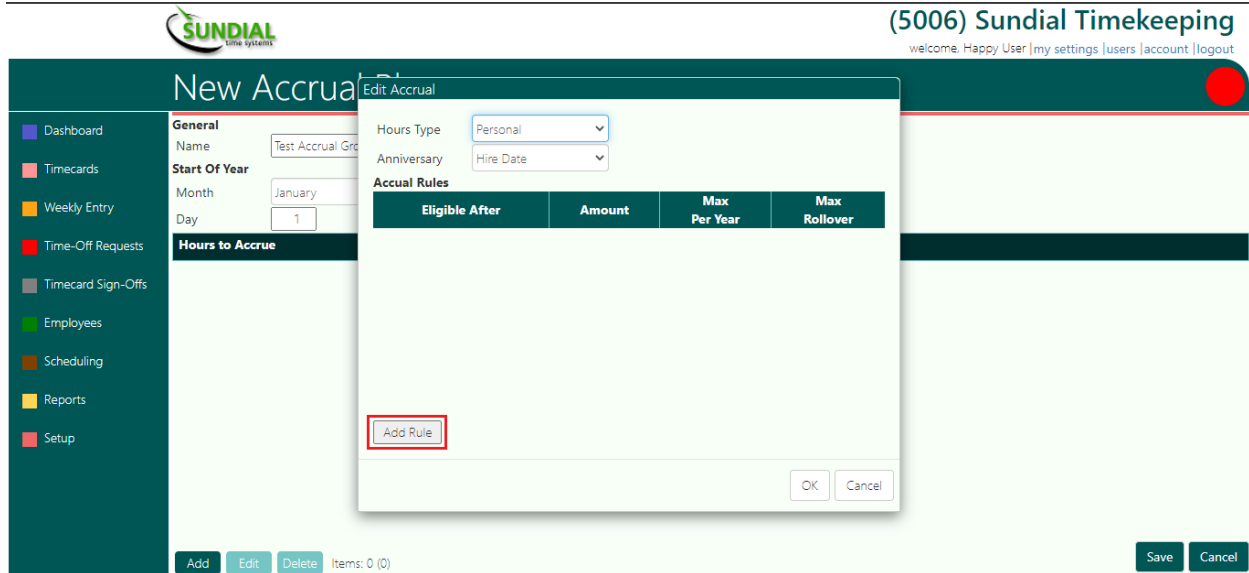 SUNDIAL
time systems
(5006) Sundial Timekeeping
welcome, Happy User |my settings |users |account |logout
New Accrual
Edit Accrual
Dashboard
Timecards
Weekly Entry
Time-Off Requests
Timecard Sign-Offs
Employees
Scheduling
Reports
Setup
General
Name Test Accrual Gro
Start Of Year
Month January
Day 1
Hours to Accrue
Hours Type Personal
Anniversary Hire Date
Accual Rules
Eligible After Amount Max Per Year Max Rollover
Add Rule
OK Cancel
Add Edit Delete Items: 0 (0)
Save Cancel